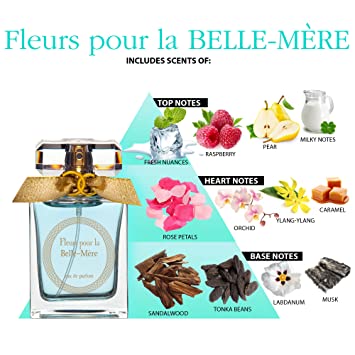 Fleurs pour la BELLE-MÈRE
INCLUDES SCENTS OF:
TOP NOTES
FRESH NUANCES
RASPBERRY
PEAR
MILKY NOTES
HEART NOTES
ROSE PETALS
ORCHID
YLANG-YLANG
CARAMEL
BASE NOTES
SANDALWOOD
TONKA BEANS
LABDANUM
MUSK
Fleurs pour la
Belle-Mère
eau de parfum